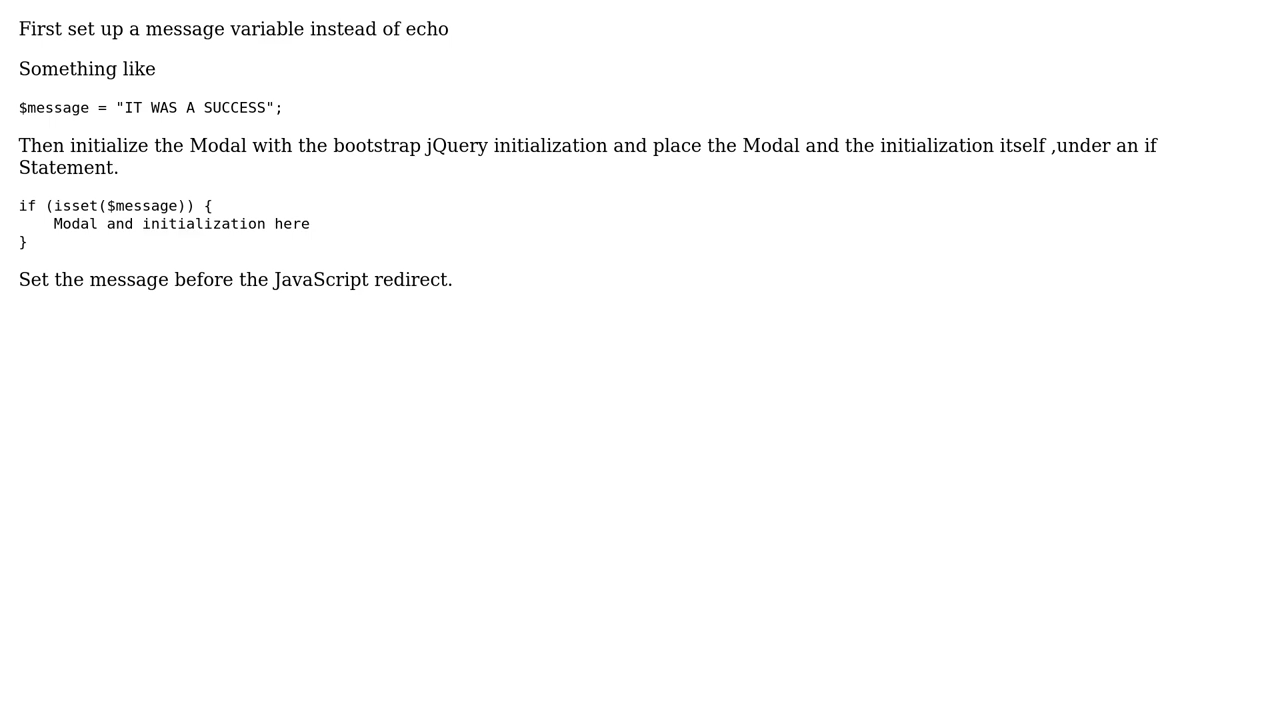 First set up a message variable instead of echo
Something like
$message = "IT WAS A SUCCESS";
Then initialize the Modal with the bootstrap jQuery initialization and place the Modal and the initialization itself ,under an if
Statement.
if (isset($message)) {
    Modal and initialization here
}
Set the message before the JavaScript redirect.